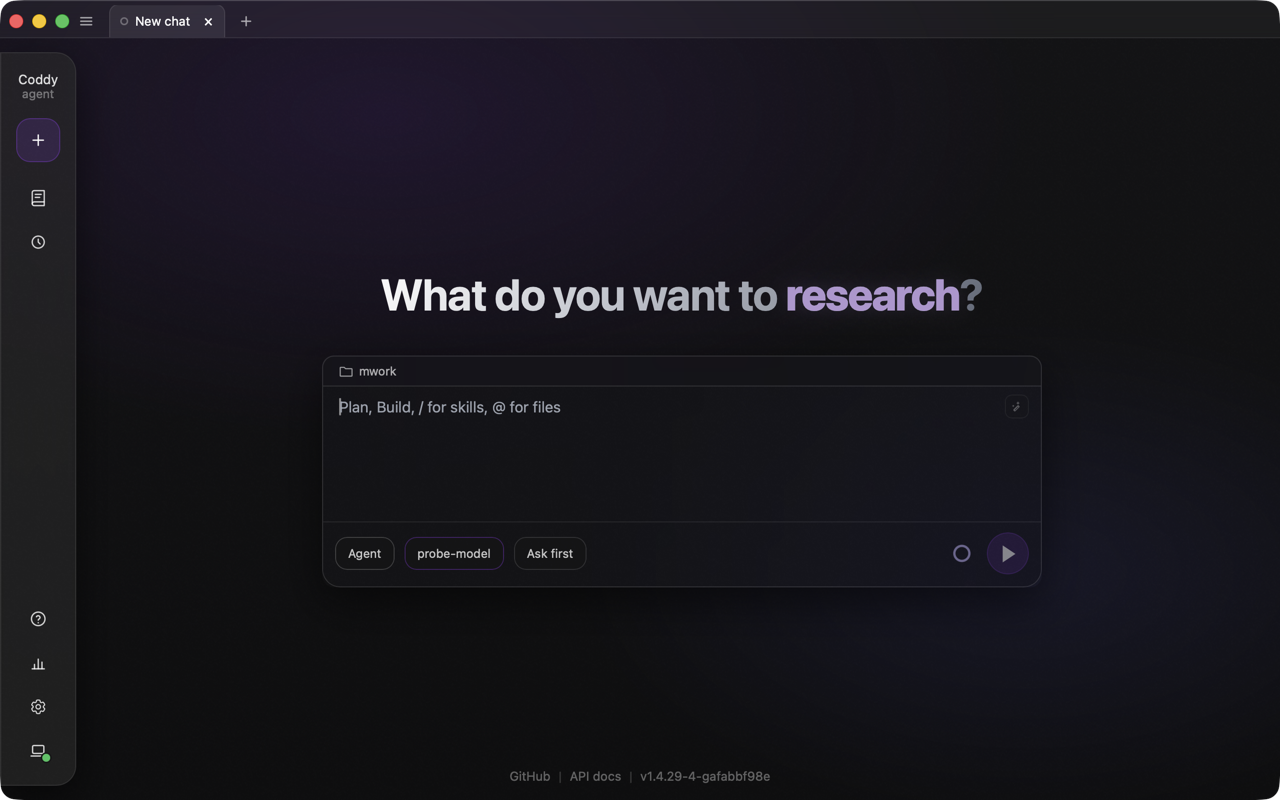 New chat
Coddy
agent
What do you want to research?
mwork
Plan, Build, / for skills, @ for files
Agent
probe-model
Ask first
GitHub | API docs | v1.4.29-4-gafabbf98e